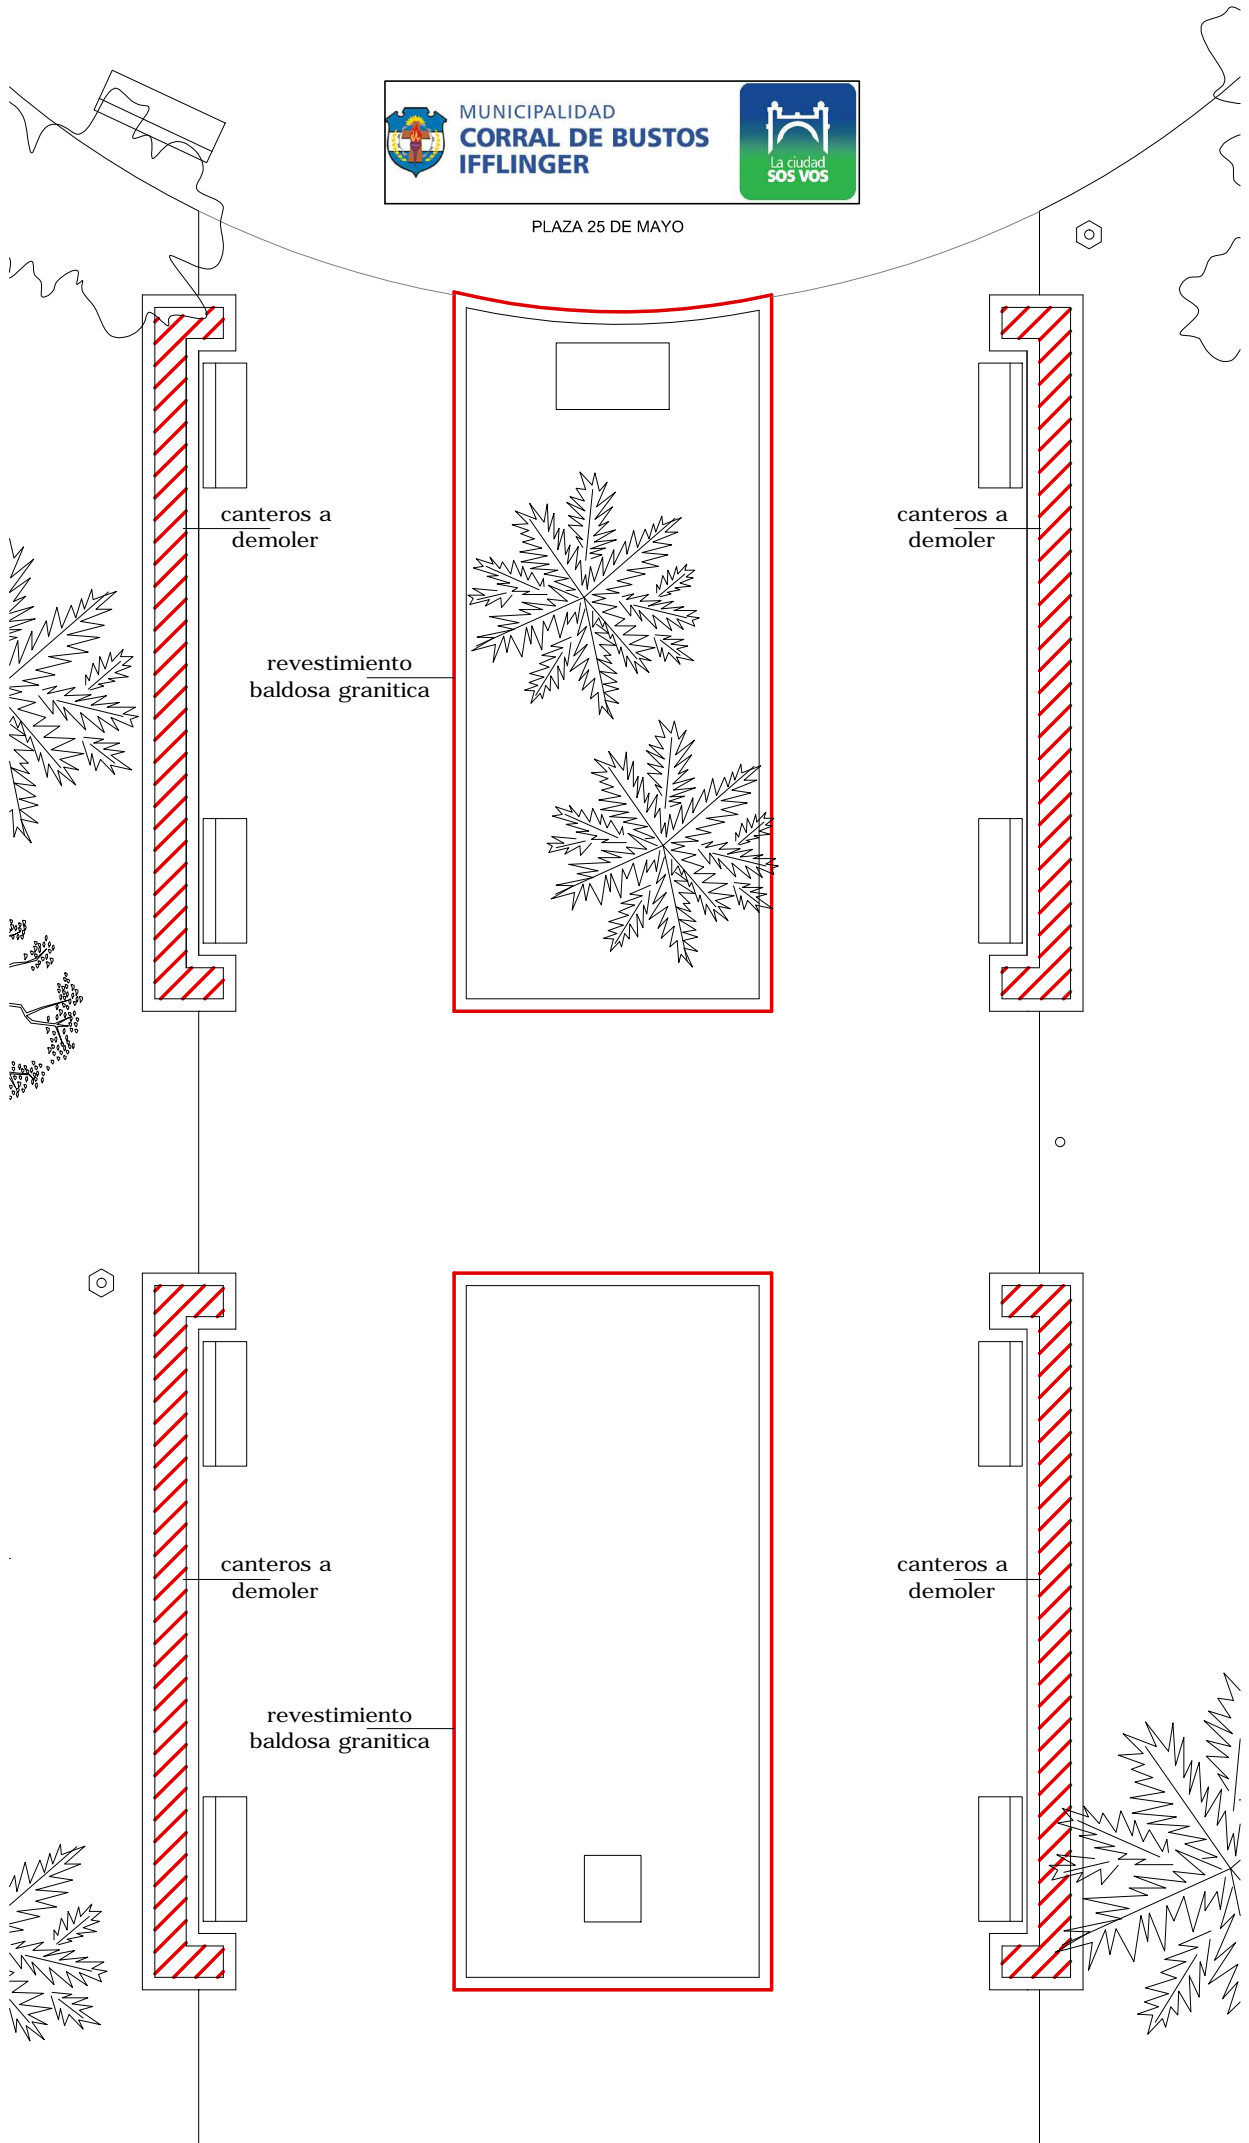 MUNICIPALIDAD
CORRAL DE BUSTOS
IFFLINGER
La ciudad
SOS VOS
PLAZA 25 DE MAYO
canteros a
demoler
canteros a
demoler
revestimiento
baldosa granitica
canteros a
demoler
canteros a
demoler
revestimiento
baldosa granitica